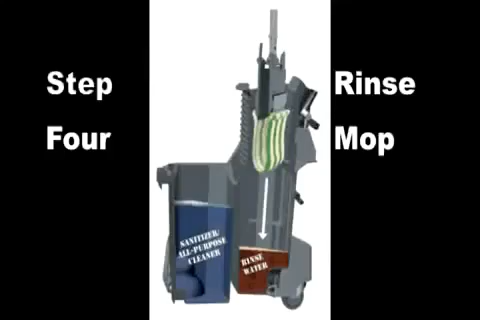 Step
Four
Rinse
Mop
SANITIZER/
ALL-PURPOSE
CLEANER
RINSE
WATER